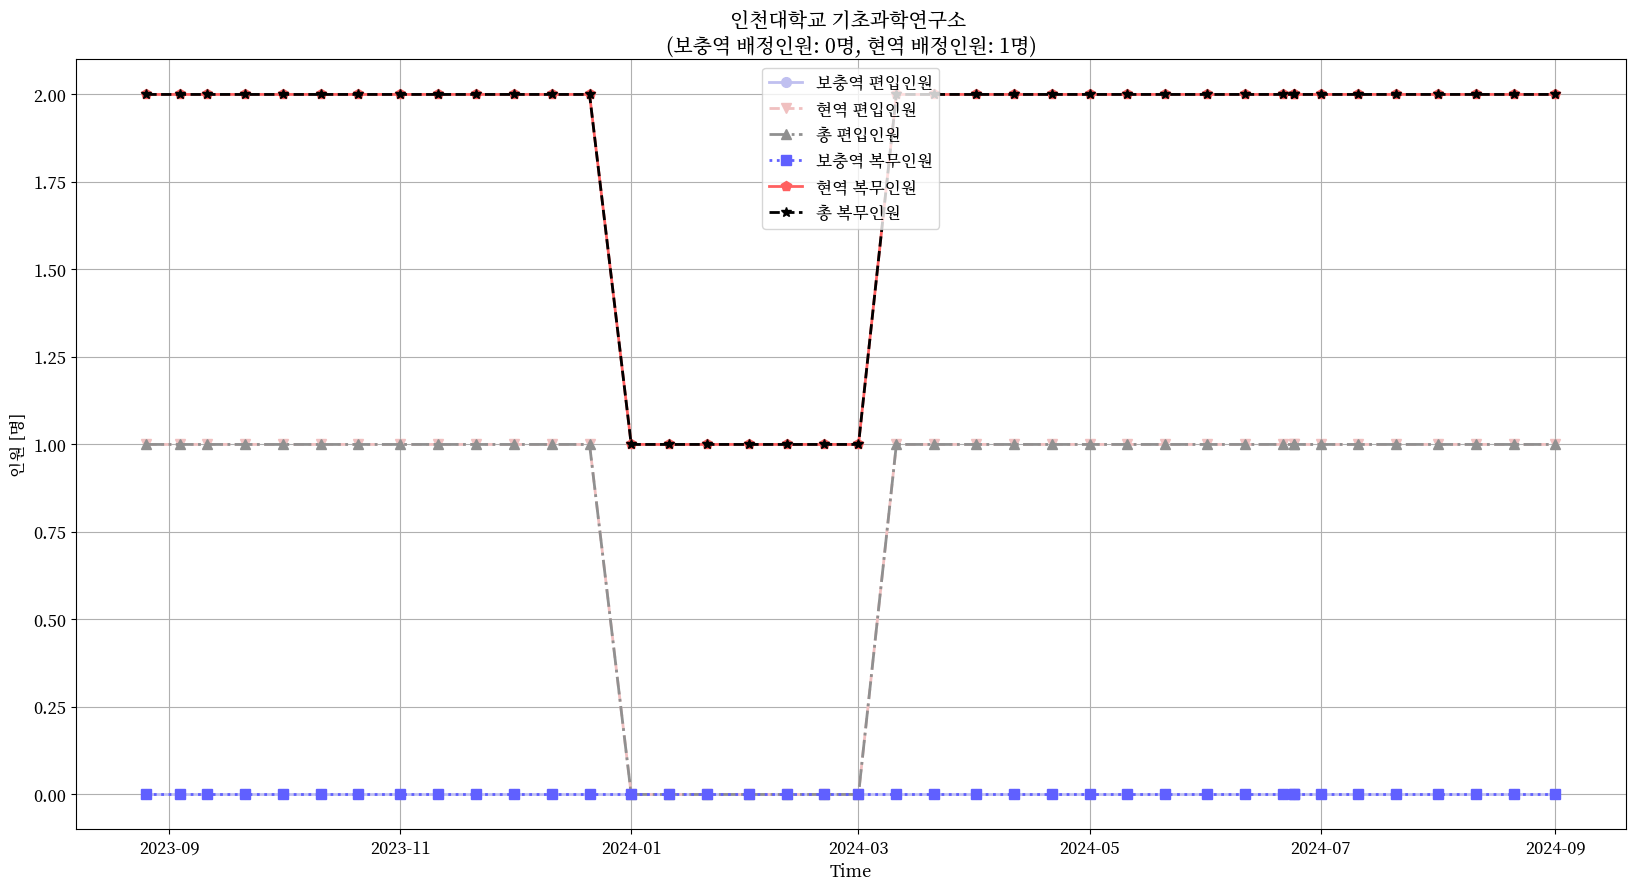 인천대학교 기초과학연구소
(보충역 배정인원: 0명, 현역 배정인원: 1명)
보충역 편입인원
현역 편입인원
총 편입인원
보충역 복무인원
현역 복무인원
총 복무인원
인원 [명]
2.00
1.75
1.50
1.25
1.00
0.75
0.50
0.25
0.00
2023-09
2023-11
2024-01
2024-03
2024-05
2024-07
2024-09
Time